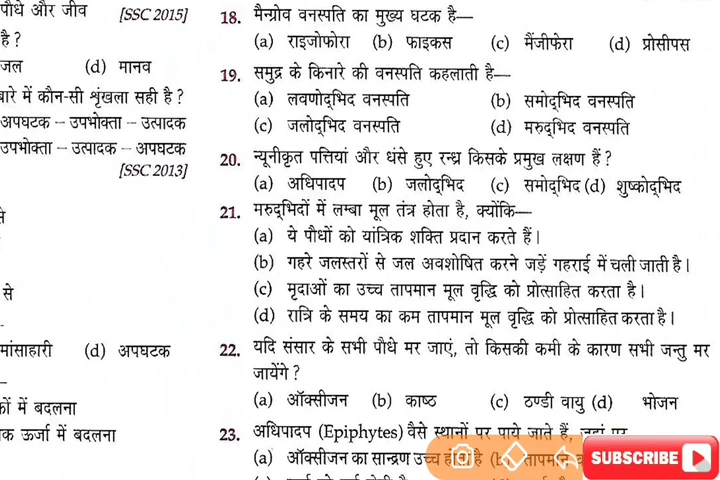 पौधे और जीव [SSC 2015]
है ?
जल (d) मानव
बारे में कौन-सी शृंखला सही है ?
अपघटक – उपभोक्ता – उत्पादक
उपभोक्ता – उत्पादक – अपघटक
[SSC 2013]
से
मांसाहारी (d) अपघटक
में बदलना
क ऊर्जा में बदलना
18. मैन्ग्रोव वनस्पति का मुख्य घटक है—
(a) राइजोफोरा (b) फाइकस (c) मैंजीफेरा (d) प्रोसीपस
19. समुद्र के किनारे की वनस्पति कहलाती है—
(a) लवणोद्भिद वनस्पति (b) समोद्भिद वनस्पति
(c) जलोद्भिद वनस्पति (d) मरुद्भिद वनस्पति
20. न्यूनीकृत पत्तियां और धंसे हुए रन्ध्र किसके प्रमुख लक्षण हैं ?
(a) अधिपादप (b) जलोद्भिद (c) समोद्भिद (d) शुष्कोद्भिद
21. मरुद्भिदों में लम्बा मूल तंत्र होता है, क्योंकि—
(a) ये पौधों को यांत्रिक शक्ति प्रदान करते हैं।
(b) गहरे जलस्तरों से जल अवशोषित करने जड़ें गहराई में चली जाती है।
(c) मृदाओं का उच्च तापमान मूल वृद्धि को प्रोत्साहित करता है।
(d) रात्रि के समय का कम तापमान मूल वृद्धि को प्रोत्साहित करता है।
22. यदि संसार के सभी पौधे मर जाएं, तो किसकी कमी के कारण सभी जन्तु मर
जायेंगे ?
(a) ऑक्सीजन (b) काष्ठ (c) ठण्डी वायु (d) भोजन
23. अधिपादप (Epiphytes) वैसे स्थानों पर पाये जाते हैं, जहां पर
(a) ऑक्सीजन का सान्द्रण उच्च होता है (b) तापमान
SUBSCRIBE